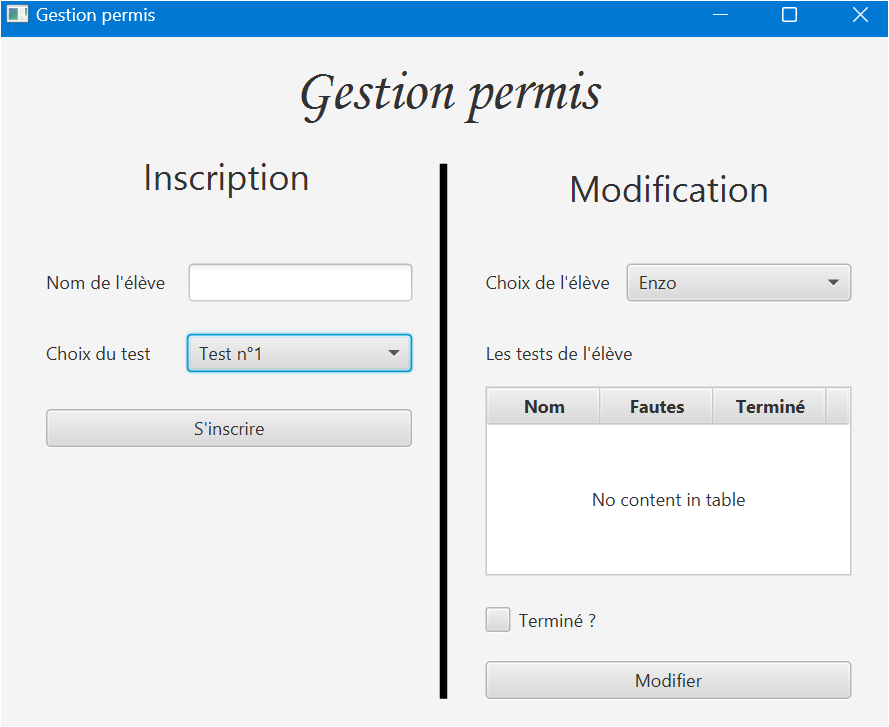 Gestion permis
Gestion permis
Inscription
Nom de l'élève
Choix du test
Test n°1
S'inscrire
Modification
Choix de l'élève
Enzo
Les tests de l'élève
Nom Fautes Terminé
No content in table
Terminé ?
Modifier